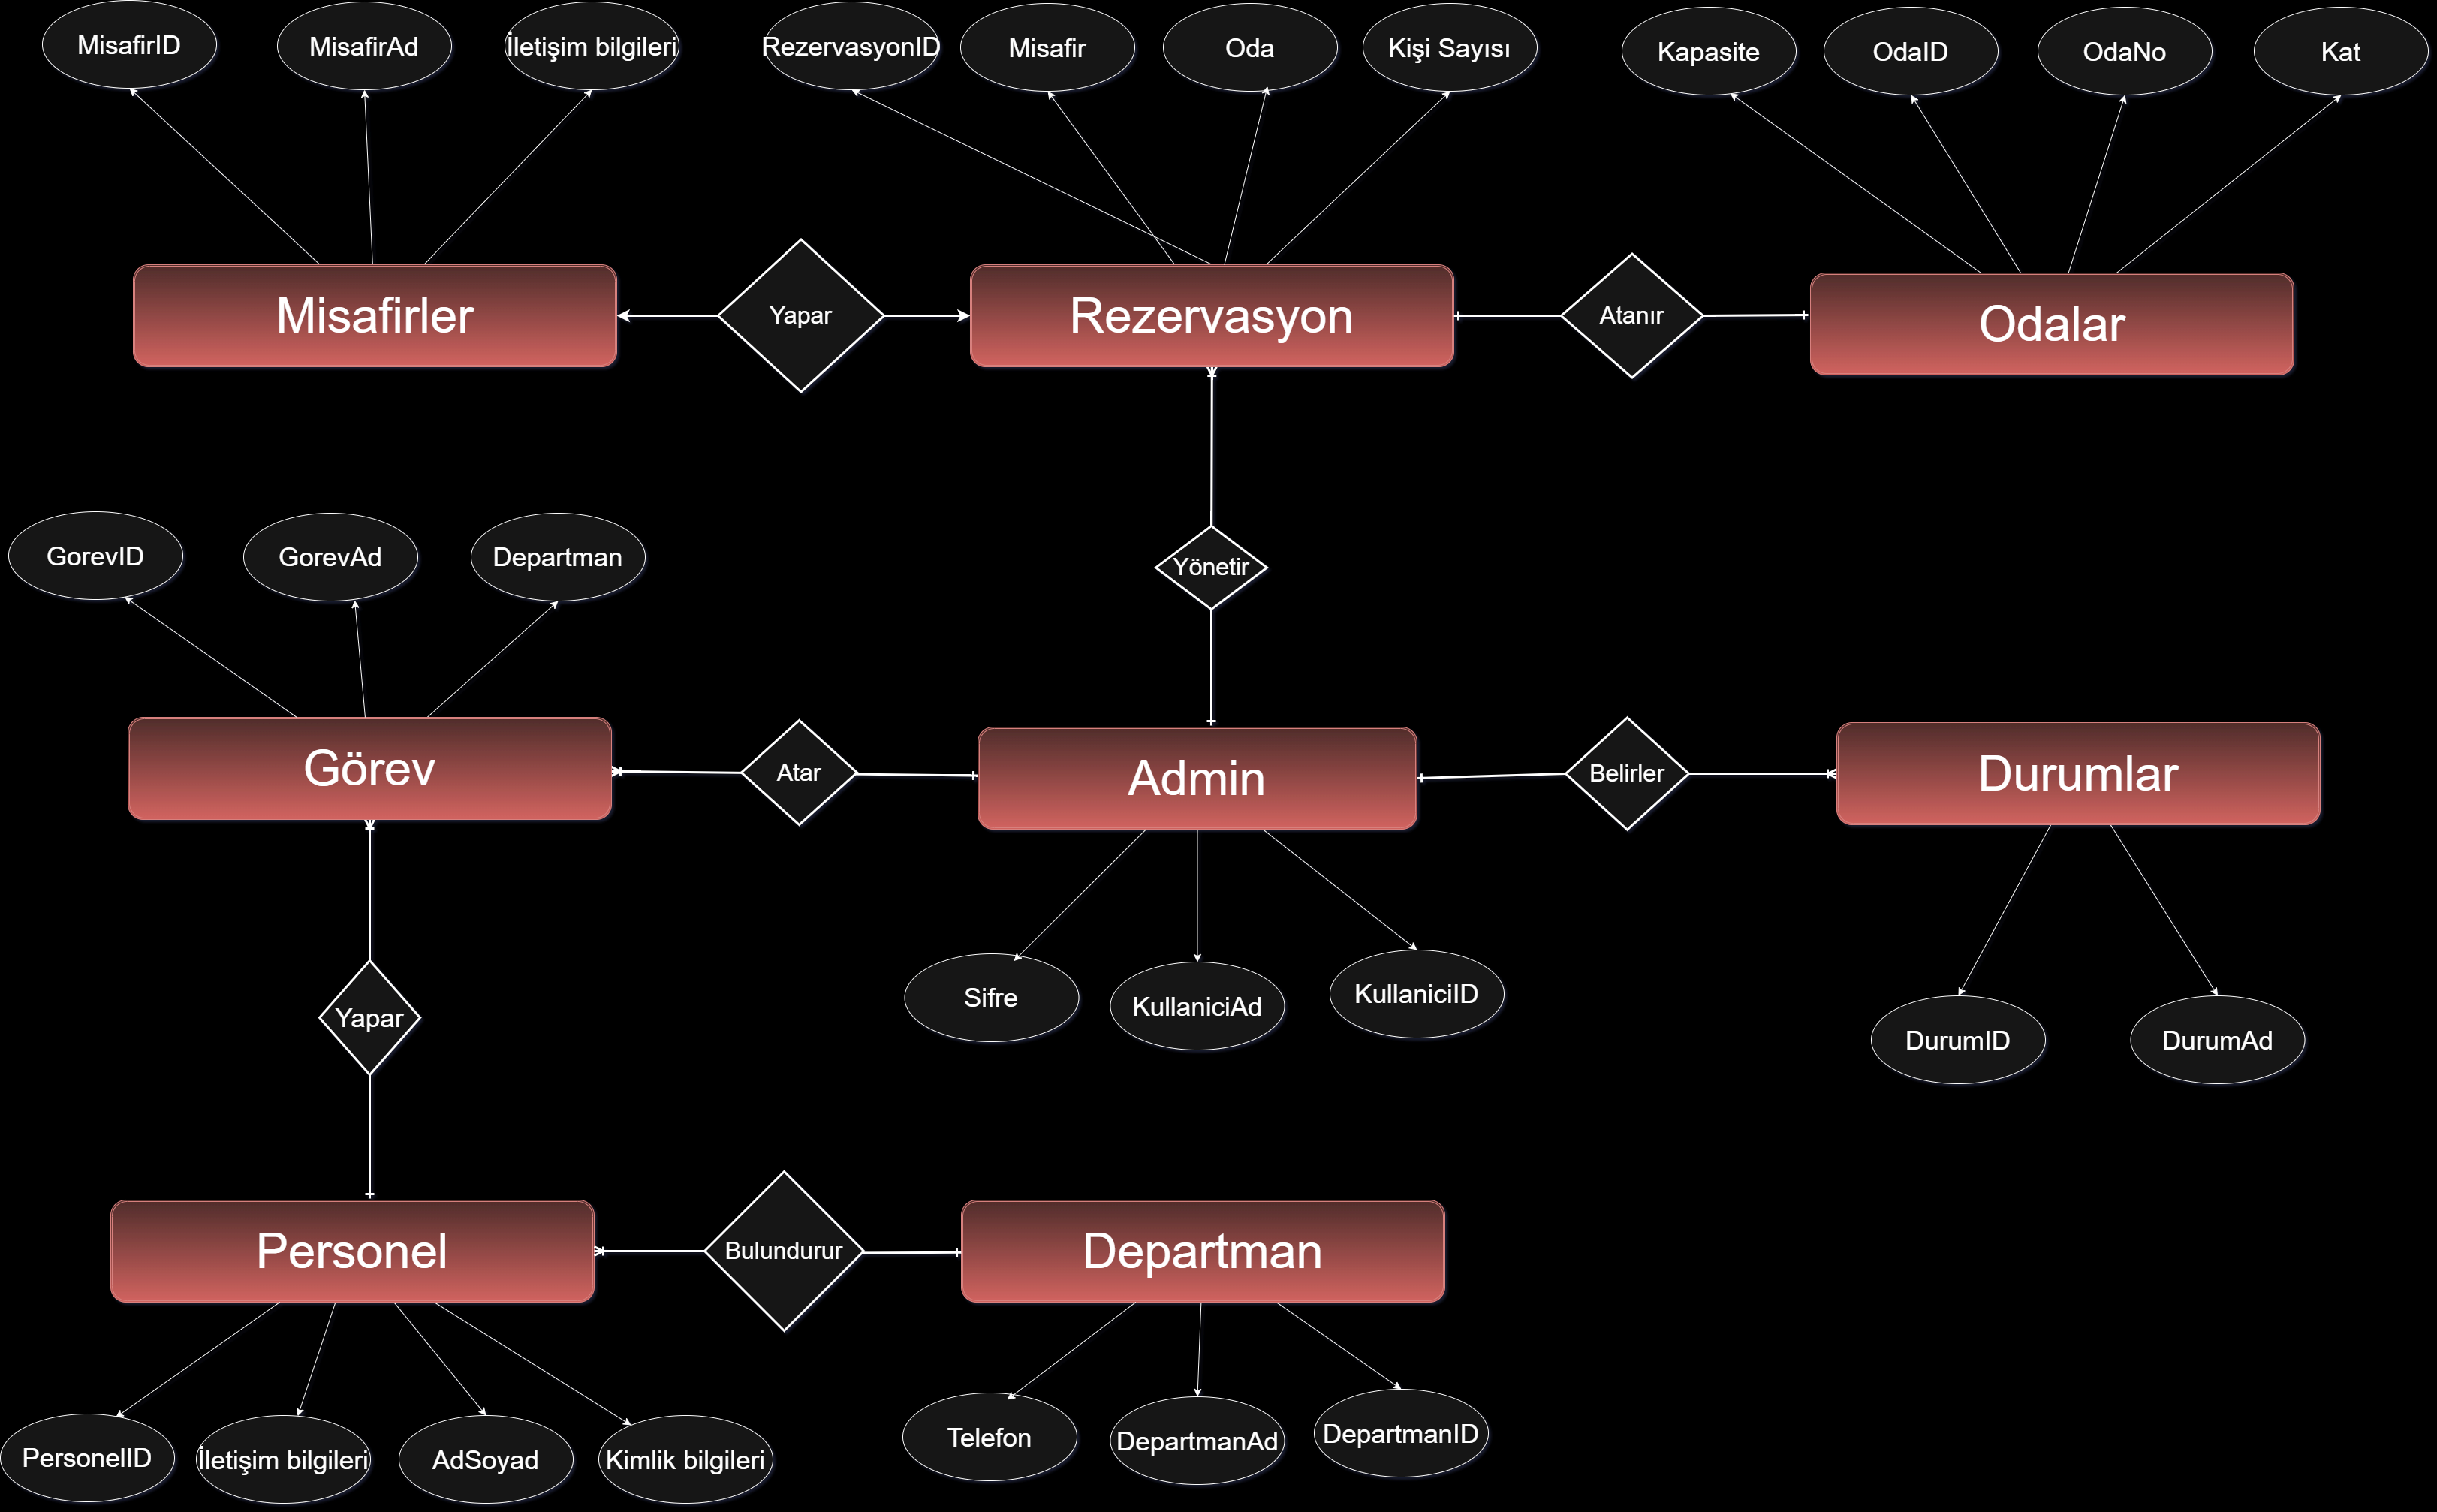 MisafirID
MisafirAd
İletişim bilgileri
RezervasyonID
Misafir
Oda
Kişi Sayısı
Kapasite
OdaID
OdaNo
Kat
Misafirler
Yapar
Rezervasyon
Atanır
Odalar
GorevID
GorevAd
Departman
Yönetir
Görev
Atar
Admin
Belirler
Durumlar
Sifre
KullaniciAd
KullaniciID
Yapar
DurumID
DurumAd
Personel
Bulundurur
Departman
PersonelID
İletişim bilgileri
AdSoyad
Kimlik bilgileri
Telefon
DepartmanAd
DepartmanID